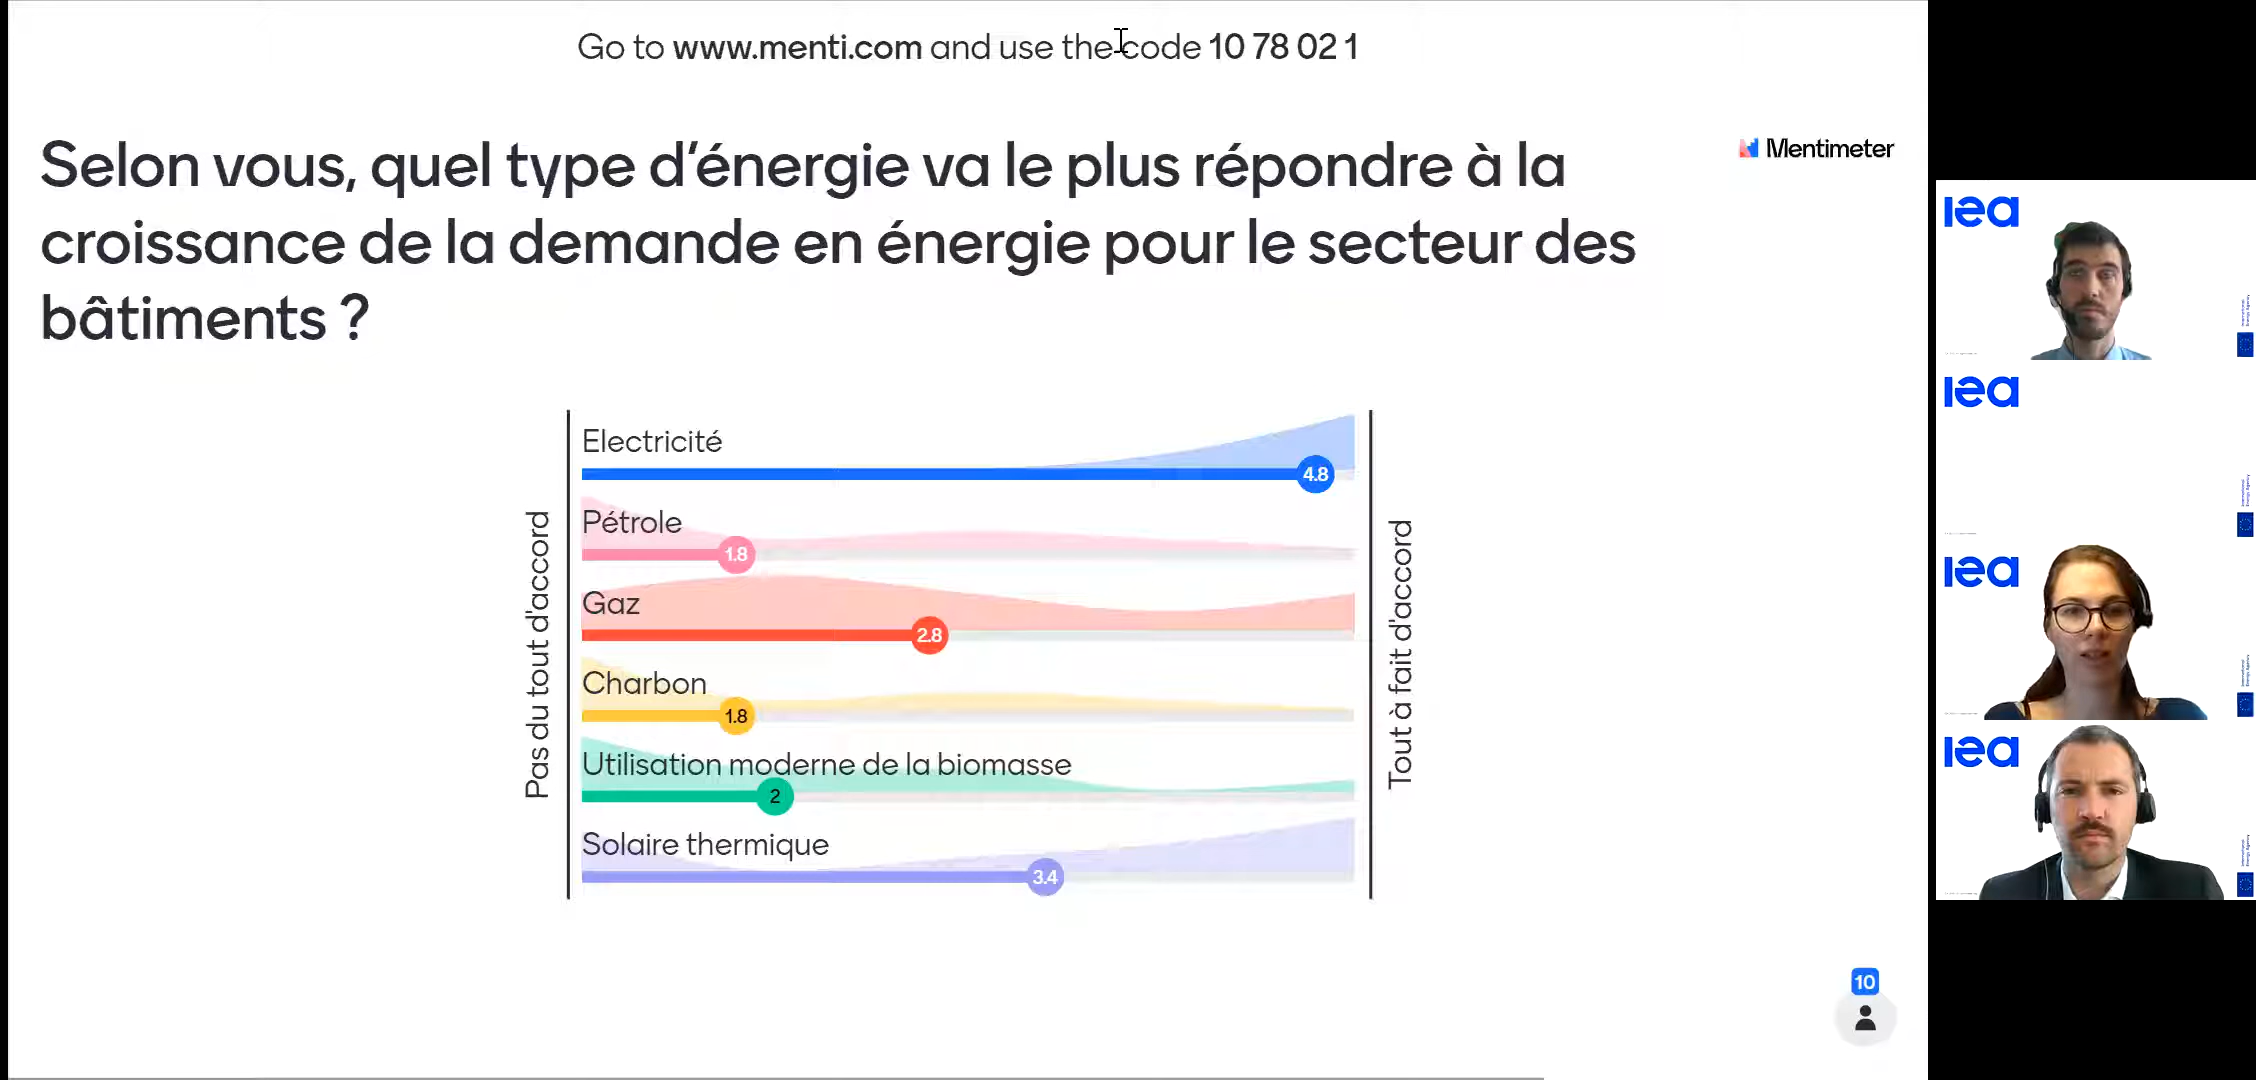 Go to www.menti.com and use the code 10 78 02 1
Mentimeter
Selon vous, quel type d'énergie va le plus répondre à la
croissance de la demande en énergie pour le secteur des
bâtiments ?
Pas du tout d'accord
Electricité
4.8
Pétrole
1.8
Gaz
2.8
Charbon
1.8
Utilisation moderne de la biomasse
2
Solaire thermique
3.4
Tout à fait d'accord
10
iea
iea
iea
iea